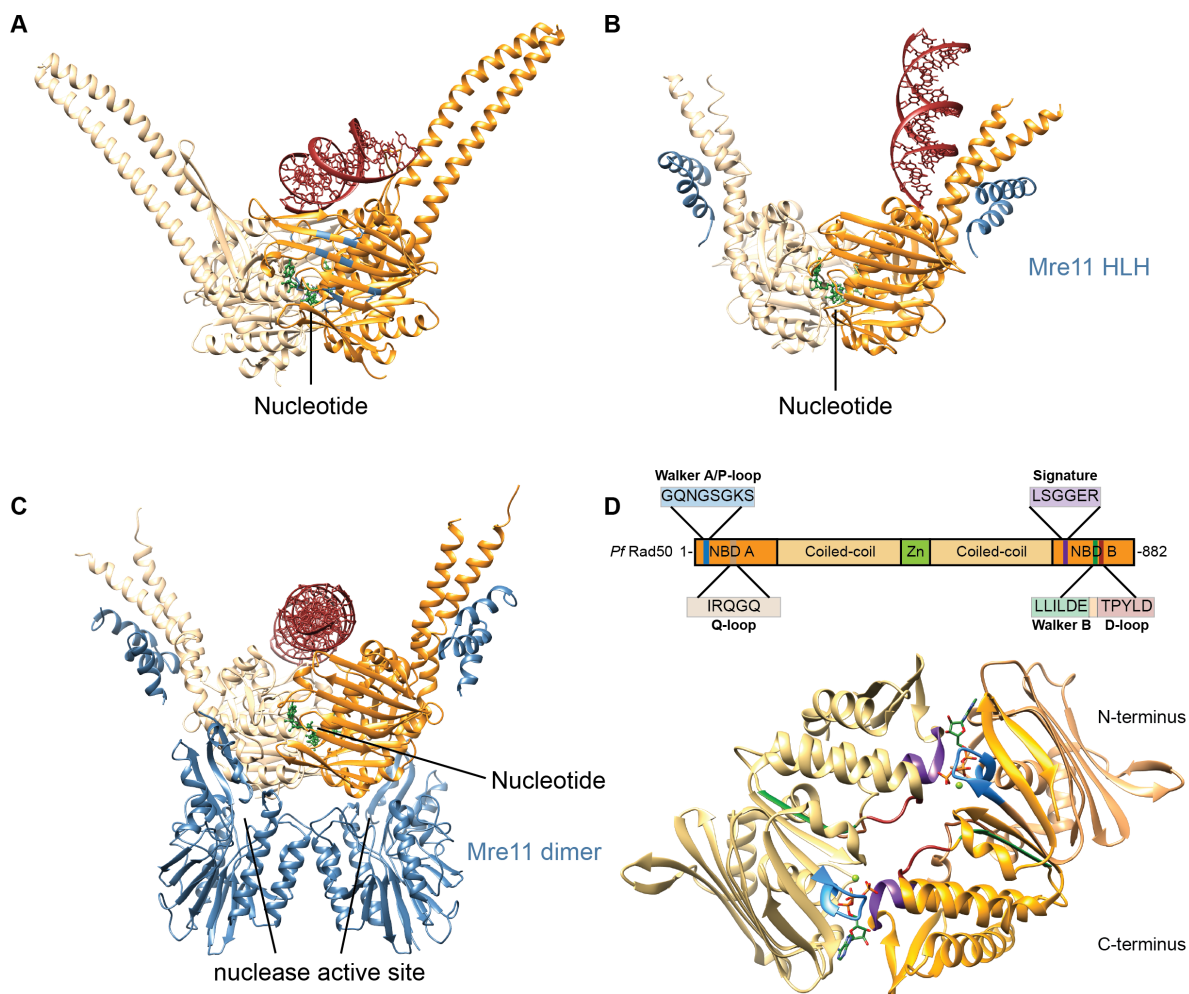 A
Nucleotide
B
Mre11 HLH
Nucleotide
C
Nucleotide
Mre11 dimer
nuclease active site
D
Walker A/P-loop
GQNGSGKS
Signature
LSGGER
Pf Rad50 1-
NBD A
Coiled-coil
Zn
Coiled-coil
NBD B
-882
IRQGQ
Q-loop
LLILDE
TPYLD
Walker B
D-loop
N-terminus
C-terminus